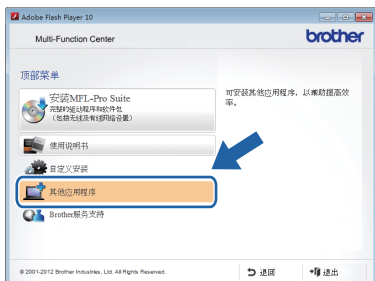 Adobe Flash Player 10
Multi-Function Center
brother
顶部菜单
安装MFL-Pro Suite
完整的驱动程序和软件包
(包括无线及有线网络设置)
可安装其他应用程序，以帮助提高效
率。
使用说明书
自定义安装
其他应用程序
Brother服务支持
© 2001-2012 Brother Industries, Ltd. All Rights Reserved.
退回
退出